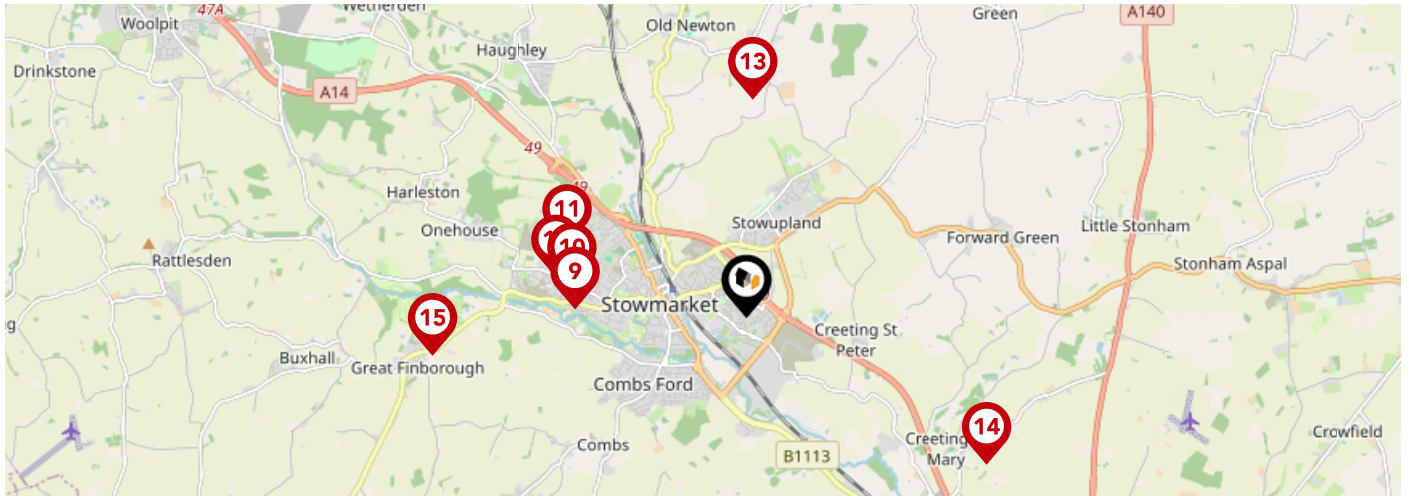 47A
Wetherden
Woolpit
Old Newton
Green
A140
Haughley
Drinkstone
13
A14
49
49
Harleston
11
Onehouse
Stowupland
Little Stonham
Forward Green
10
Rattlesden
9
Stonham Aspal
Stowmarket
15
Creeting St
Peter
Buxhall
Great Finborough
Combs Ford
14
Creeting
Mary
Crowfield
Combs
B1113